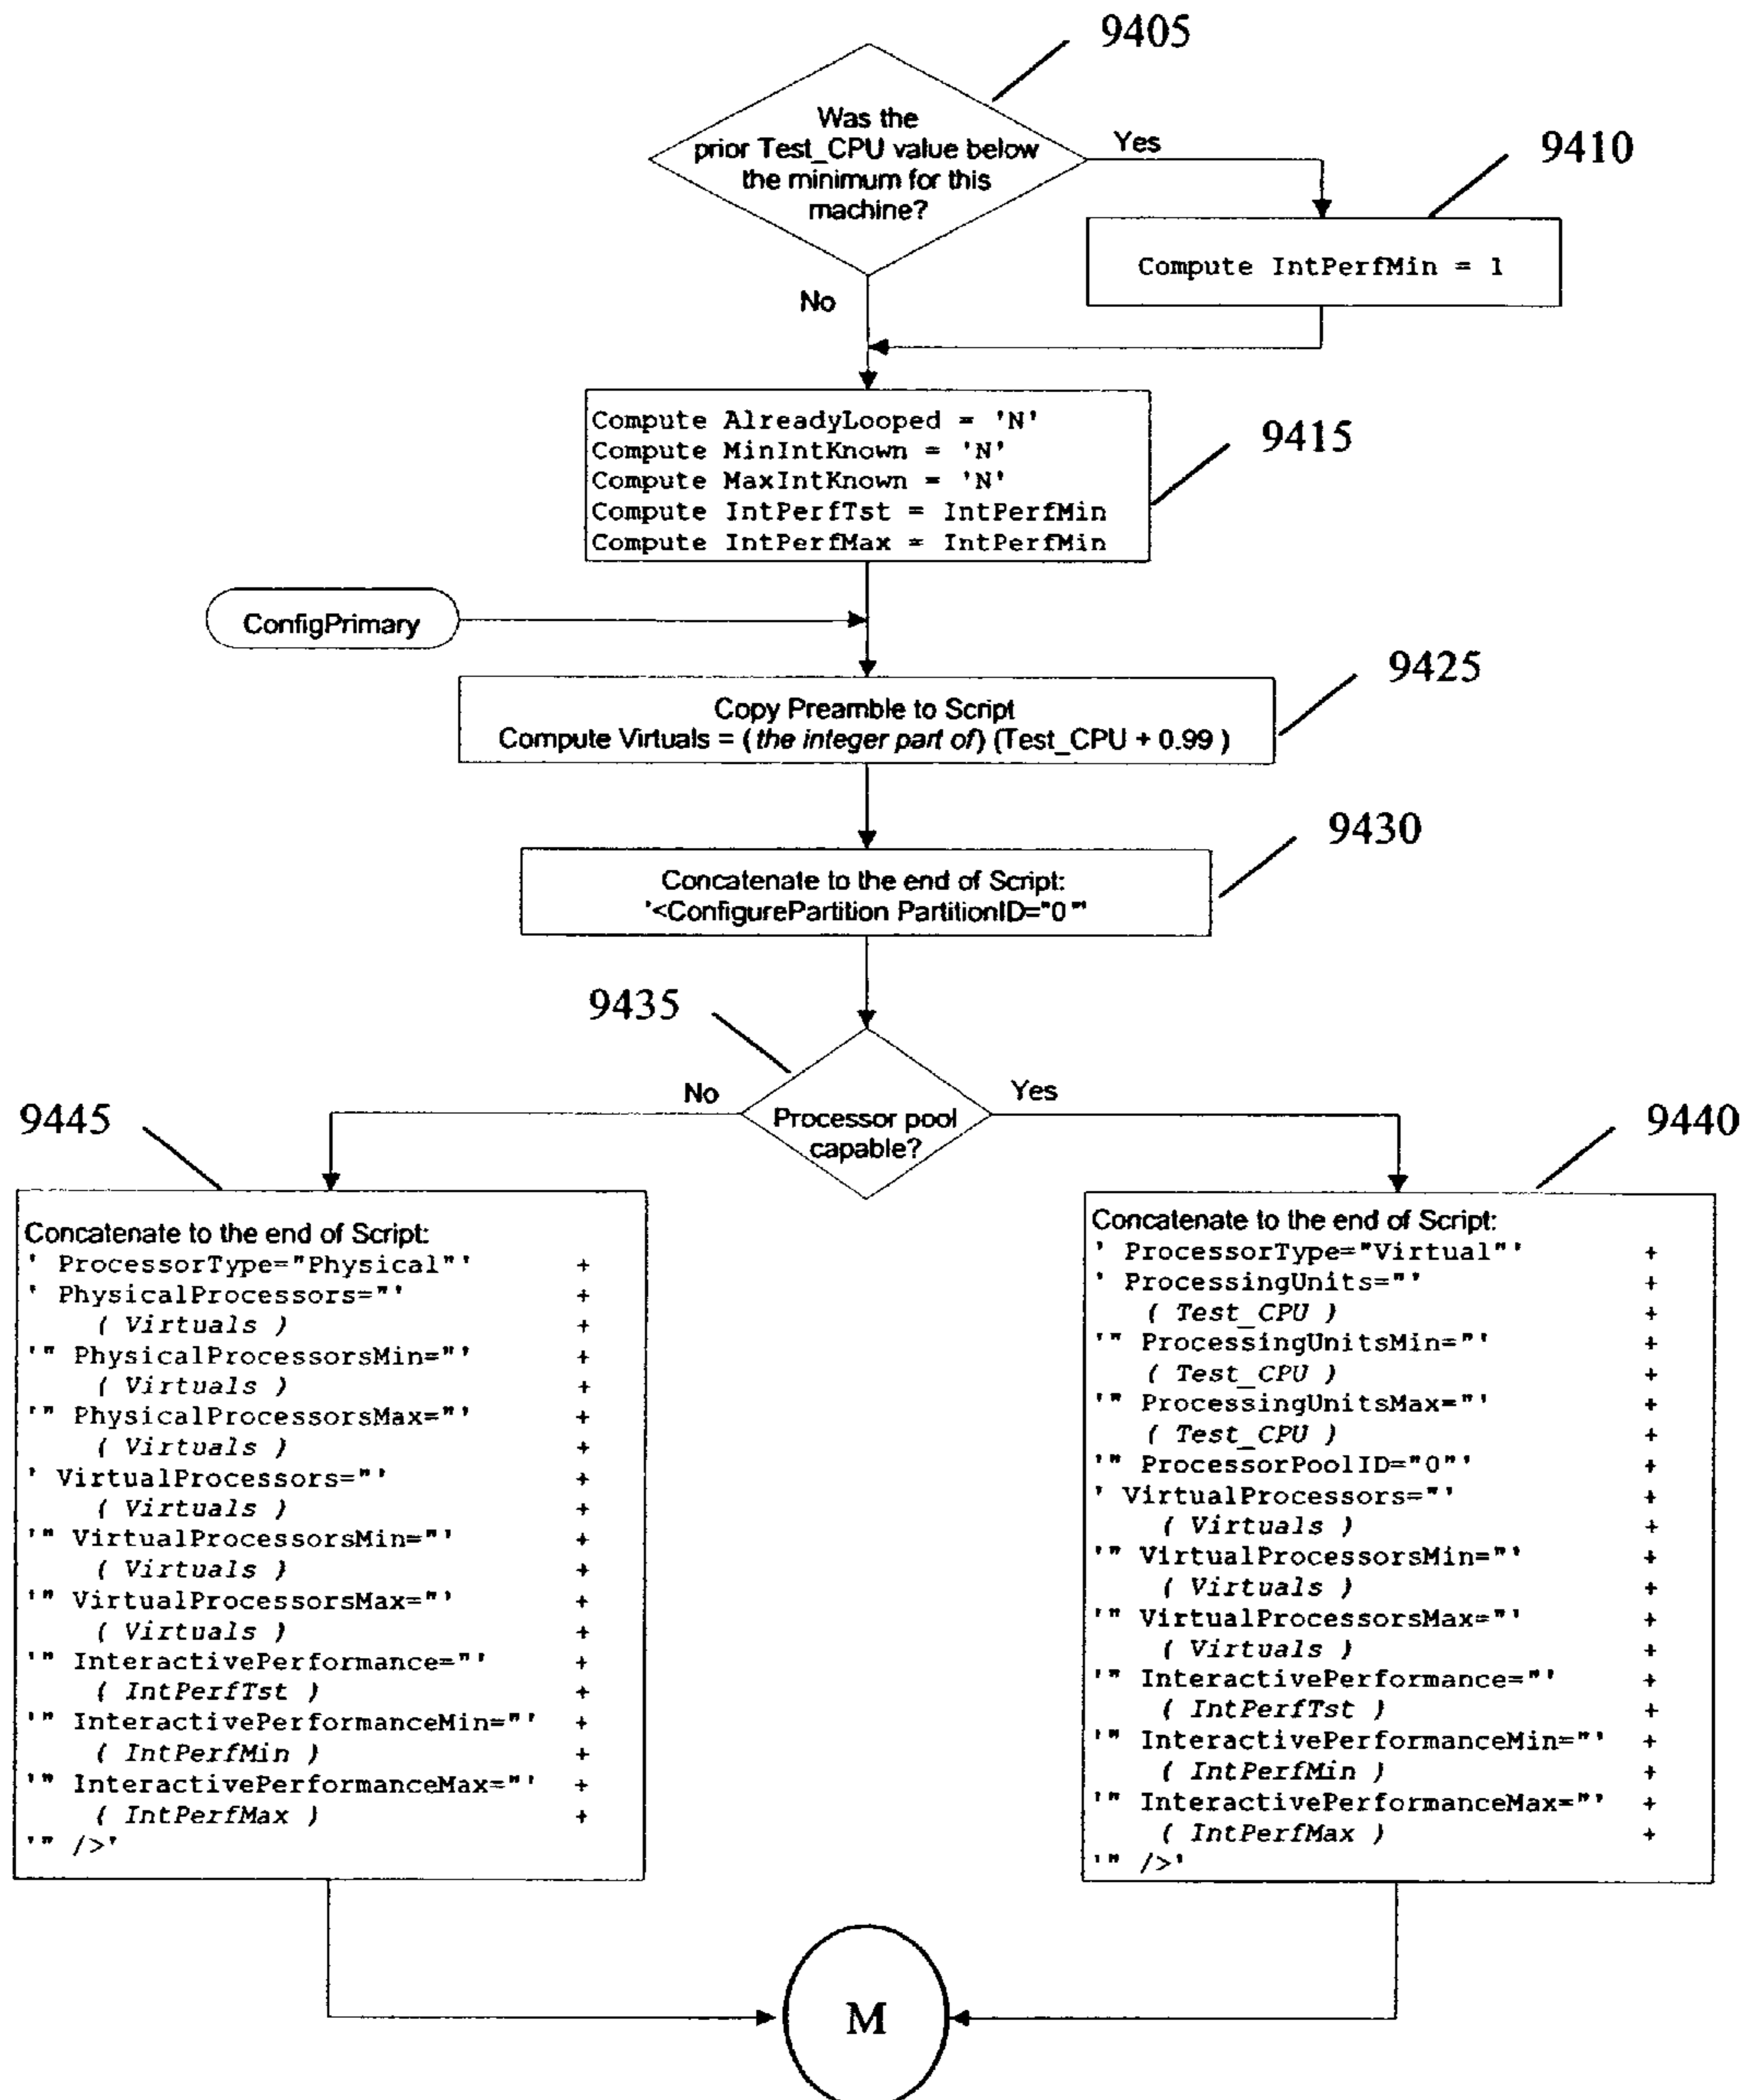 9405
Was the
prior Test_CPU value below
the minimum for this
machine?
Yes
9410
Compute IntPerfMin = 1
No
Compute AlreadyLooped = 'N'
Compute MinIntKnown = 'N'
Compute MaxIntKnown = 'N'
Compute IntPerfTst = IntPerfMin
Compute IntPerfMax = IntPerfMin
9415
ConfigPrimary
9425
Copy Preamble to Script
Compute Virtuals = (the integer part of) (Test_CPU + 0.99 )
9430
Concatenate to the end of Script:
'<ConfigurePartition PartitionID="0"'
9435
No
Yes
Processor pool
capable?
9445
Concatenate to the end of Script:
' ProcessorType="Physical"' +
' PhysicalProcessors="' +
( Virtuals ) +
'" PhysicalProcessorsMin="' +
( Virtuals ) +
'" PhysicalProcessorsMax="' +
( Virtuals ) +
' VirtualProcessors="' +
( Virtuals ) +
'" VirtualProcessorsMin="' +
( Virtuals ) +
'" VirtualProcessorsMax="' +
( Virtuals ) +
'" InteractivePerformance="' +
( IntPerfTst ) +
'" InteractivePerformanceMin="' +
( IntPerfMin ) +
'" InteractivePerformanceMax="' +
( IntPerfMax ) +
'" />'
9440
Concatenate to the end of Script:
' ProcessorType="Virtual"' +
' ProcessingUnits="' +
( Test_CPU ) +
'" ProcessingUnitsMin="' +
( Test_CPU ) +
'" ProcessingUnitsMax="' +
( Test_CPU ) +
'" ProcessorPoolID="0"' +
' VirtualProcessors="' +
( Virtuals ) +
'" VirtualProcessorsMin="' +
( Virtuals ) +
'" VirtualProcessorsMax="' +
( Virtuals ) +
'" InteractivePerformance="' +
( IntPerfTst ) +
'" InteractivePerformanceMin="' +
( IntPerfMin ) +
'" InteractivePerformanceMax="' +
( IntPerfMax ) +
'" />'
M